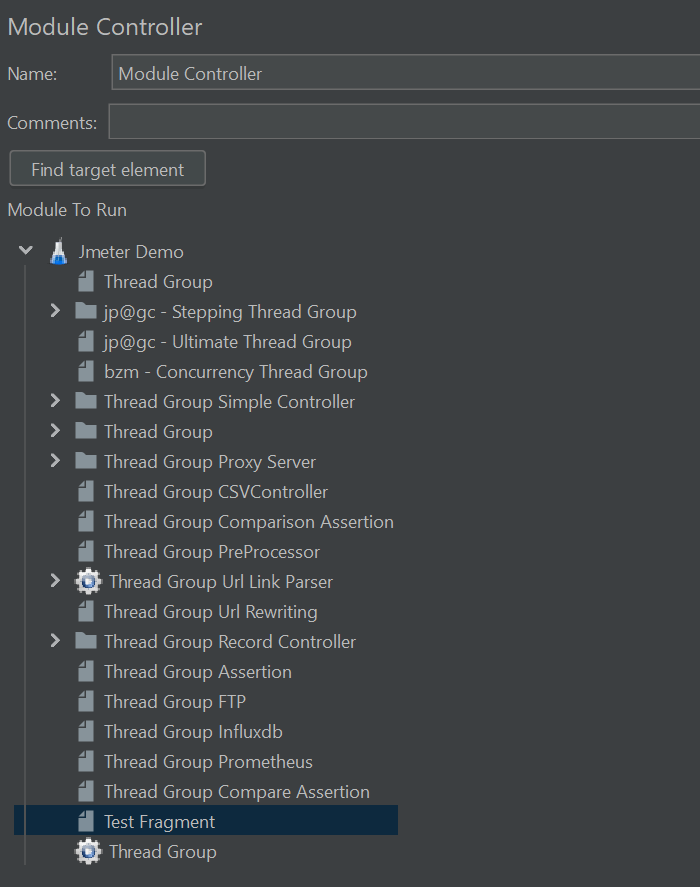 Module Controller
Name: Module Controller
Comments:
Find target element
Module To Run
Jmeter Demo
Thread Group
jp@gc - Stepping Thread Group
jp@gc - Ultimate Thread Group
bzm - Concurrency Thread Group
Thread Group Simple Controller
Thread Group
Thread Group Proxy Server
Thread Group CSVController
Thread Group Comparison Assertion
Thread Group PreProcessor
Thread Group Url Link Parser
Thread Group Url Rewriting
Thread Group Record Controller
Thread Group Assertion
Thread Group FTP
Thread Group Influxdb
Thread Group Prometheus
Thread Group Compare Assertion
Test Fragment
Thread Group